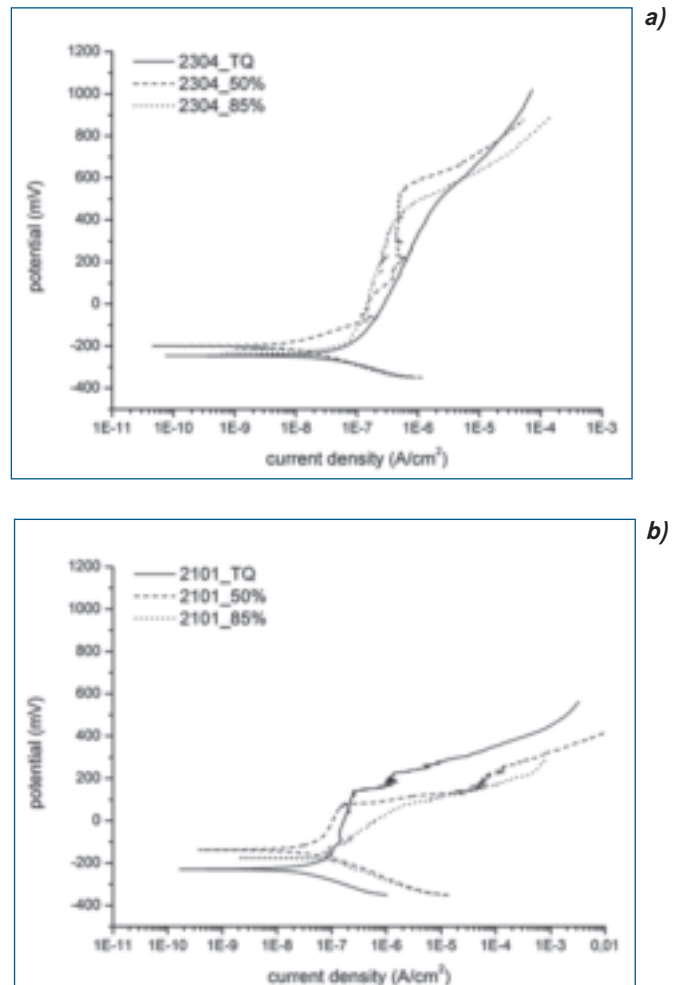 a)
1200
1000
800
600
400
200
0
-200
-400
potential (mV)
2304_TQ
2304_50%
2304_85%
1E-11 1E-10 1E-9 1E-8 1E-7 1E-6 1E-5 1E-4 1E-3
current density (A/cm²)
b)
1200
1000
800
600
400
200
0
-200
-400
potential (mV)
2101_TQ
2101_50%
2101_85%
1E-11 1E-10 1E-9 1E-8 1E-7 1E-6 1E-5 1E-4 1E-3 0,01
current density (A/cm²)